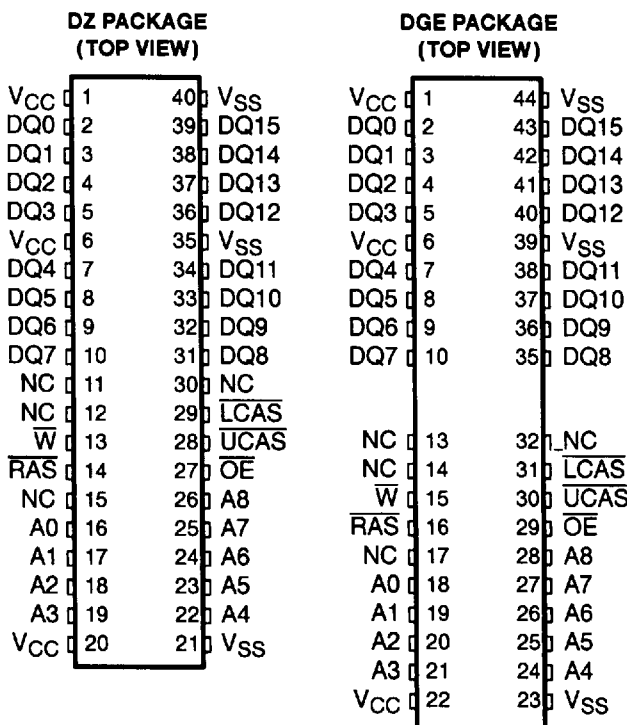 DZ PACKAGE
(TOP VIEW)
VCC 1 40 VSS
DQ0 2 39 DQ15
DQ1 3 38 DQ14
DQ2 4 37 DQ13
DQ3 5 36 DQ12
VCC 6 35 VSS
DQ4 7 34 DQ11
DQ5 8 33 DQ10
DQ6 9 32 DQ9
DQ7 10 31 DQ8
NC 11 30 NC
NC 12 29 L̅C̅A̅S̅
W̅ 13 28 U̅C̅A̅S̅
R̅A̅S̅ 14 27 O̅E̅
NC 15 26 A8
A0 16 25 A7
A1 17 24 A6
A2 18 23 A5
A3 19 22 A4
VCC 20 21 VSS
DGE PACKAGE
(TOP VIEW)
VCC 1 44 VSS
DQ0 2 43 DQ15
DQ1 3 42 DQ14
DQ2 4 41 DQ13
DQ3 5 40 DQ12
VCC 6 39 VSS
DQ4 7 38 DQ11
DQ5 8 37 DQ10
DQ6 9 36 DQ9
DQ7 10 35 DQ8
NC 13 32 NC
NC 14 31 L̅C̅A̅S̅
W̅ 15 30 U̅C̅A̅S̅
R̅A̅S̅ 16 29 O̅E̅
NC 17 28 A8
A0 18 27 A7
A1 19 26 A6
A2 20 25 A5
A3 21 24 A4
VCC 22 23 VSS